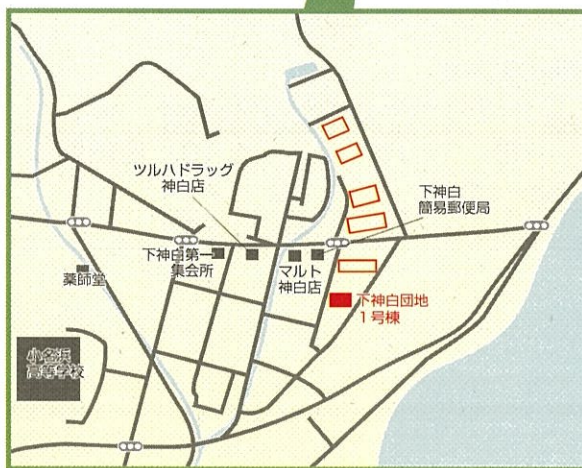 ツルハドラッグ
神白店
下神白
簡易郵便局
下神白第一
集会所
マルト
神白店
薬師堂
下神白団地
１号棟
小名浜
高等学校